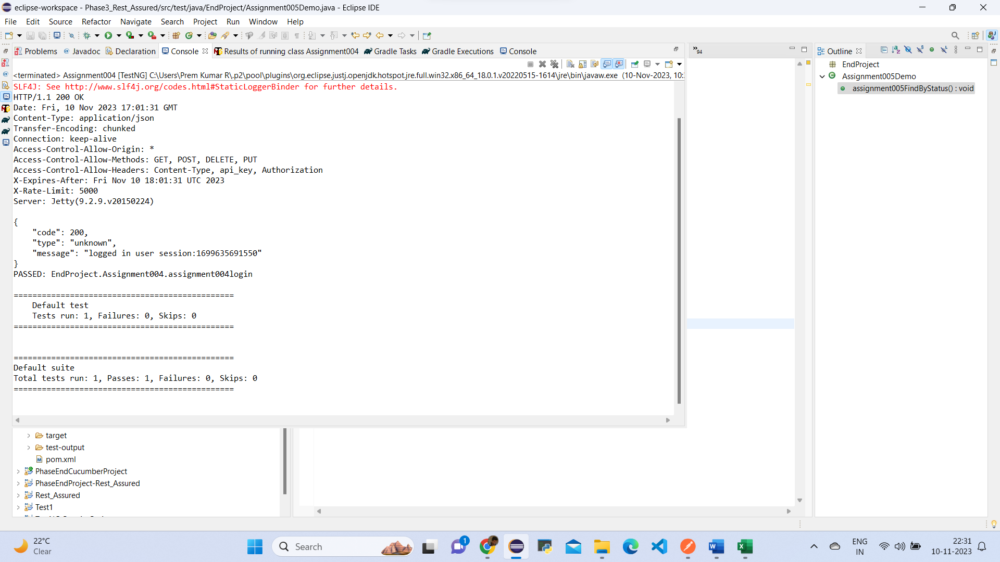 eclipse-workspace - Phase3_Rest_Assured/src/test/java/EndProject/Assignment005Demo.java - Eclipse IDE
File Edit Source Refactor Navigate Search Project Run Window Help
Problems @ Javadoc Declaration Console Results of running class Assignment004 Gradle Tasks Gradle Executions Console
»94
Outline
<terminated> Assignment004 [TestNG] C:\Users\Prem Kumar R\.p2\pool\plugins\org.eclipse.justj.openjdk.hotspot.jre.full.win32.x86_64_18.0.1.v20220515-1614\jre\bin\javaw.exe (10-Nov-2023, 10:
SLF4J: See http://www.slf4j.org/codes.html#StaticLoggerBinder for further details.
HTTP/1.1 200 OK
Date: Fri, 10 Nov 2023 17:01:31 GMT
Content-Type: application/json
Transfer-Encoding: chunked
Connection: keep-alive
Access-Control-Allow-Origin: *
Access-Control-Allow-Methods: GET, POST, DELETE, PUT
Access-Control-Allow-Headers: Content-Type, api_key, Authorization
X-Expires-After: Fri Nov 10 18:01:31 UTC 2023
X-Rate-Limit: 5000
Server: Jetty(9.2.9.v20150224)
{
"code": 200,
"type": "unknown",
"message": "logged in user session:1699635691550"
}
PASSED: EndProject.Assignment004.assignment004login
===============================================
Default test
Tests run: 1, Failures: 0, Skips: 0
===============================================
===============================================
Default suite
Total tests run: 1, Passes: 1, Failures: 0, Skips: 0
===============================================
EndProject
Assignment005Demo
assignment005FindByStatus() : void
target
test-output
pom.xml
PhaseEndCucumberProject
PhaseEndProject-Rest_Assured
Rest_Assured
Test1
22°C
Clear
Search
1
ENG
IN
22:31
10-11-2023